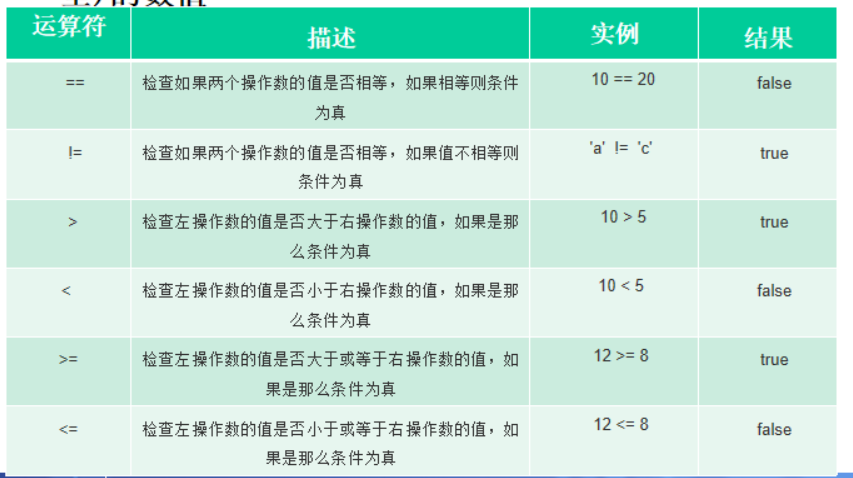 运算符 描述 实例 结果
== 检查如果两个操作数的值是否相等，如果相等则条件 10 == 20 false
为真
!= 检查如果两个操作数的值是否相等，如果值不相等则 'a' != 'c' true
条件为真
> 检查左操作数的值是否大于右操作数的值，如果是那 10 > 5 true
么条件为真
< 检查左操作数的值是否小于右操作数的值，如果是那 10 < 5 false
么条件为真
>= 检查左操作数的值是否大于或等于右操作数的值，如 12 >= 8 true
果是那么条件为真
<= 检查左操作数的值是否小于或等于右操作数的值，如 12 <= 8 false
果是那么条件为真